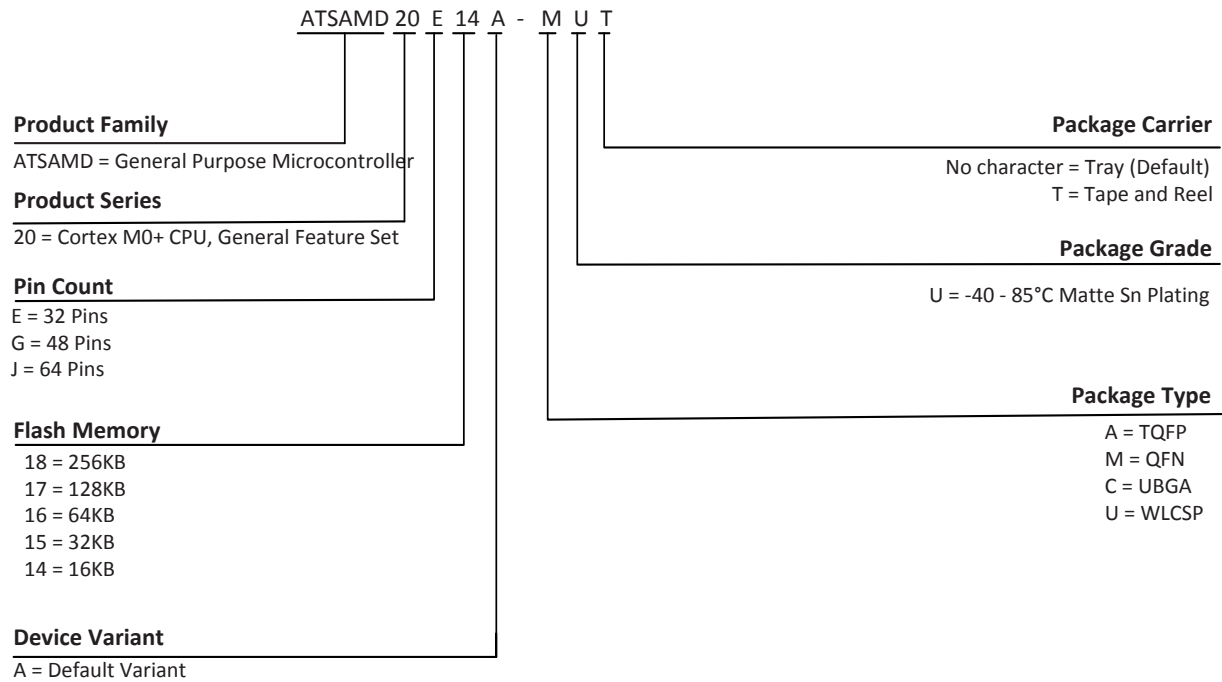 ATSAMD 20 E 14 A - M U T
Product Family
ATSAMD = General Purpose Microcontroller
Product Series
20 = Cortex M0+ CPU, General Feature Set
Pin Count
E = 32 Pins
G = 48 Pins
J = 64 Pins
Flash Memory
18 = 256KB
17 = 128KB
16 = 64KB
15 = 32KB
14 = 16KB
Device Variant
A = Default Variant
Package Carrier
No character = Tray (Default)
T = Tape and Reel
Package Grade
U = -40 - 85°C Matte Sn Plating
Package Type
A = TQFP
M = QFN
C = UBGA
U = WLCSP